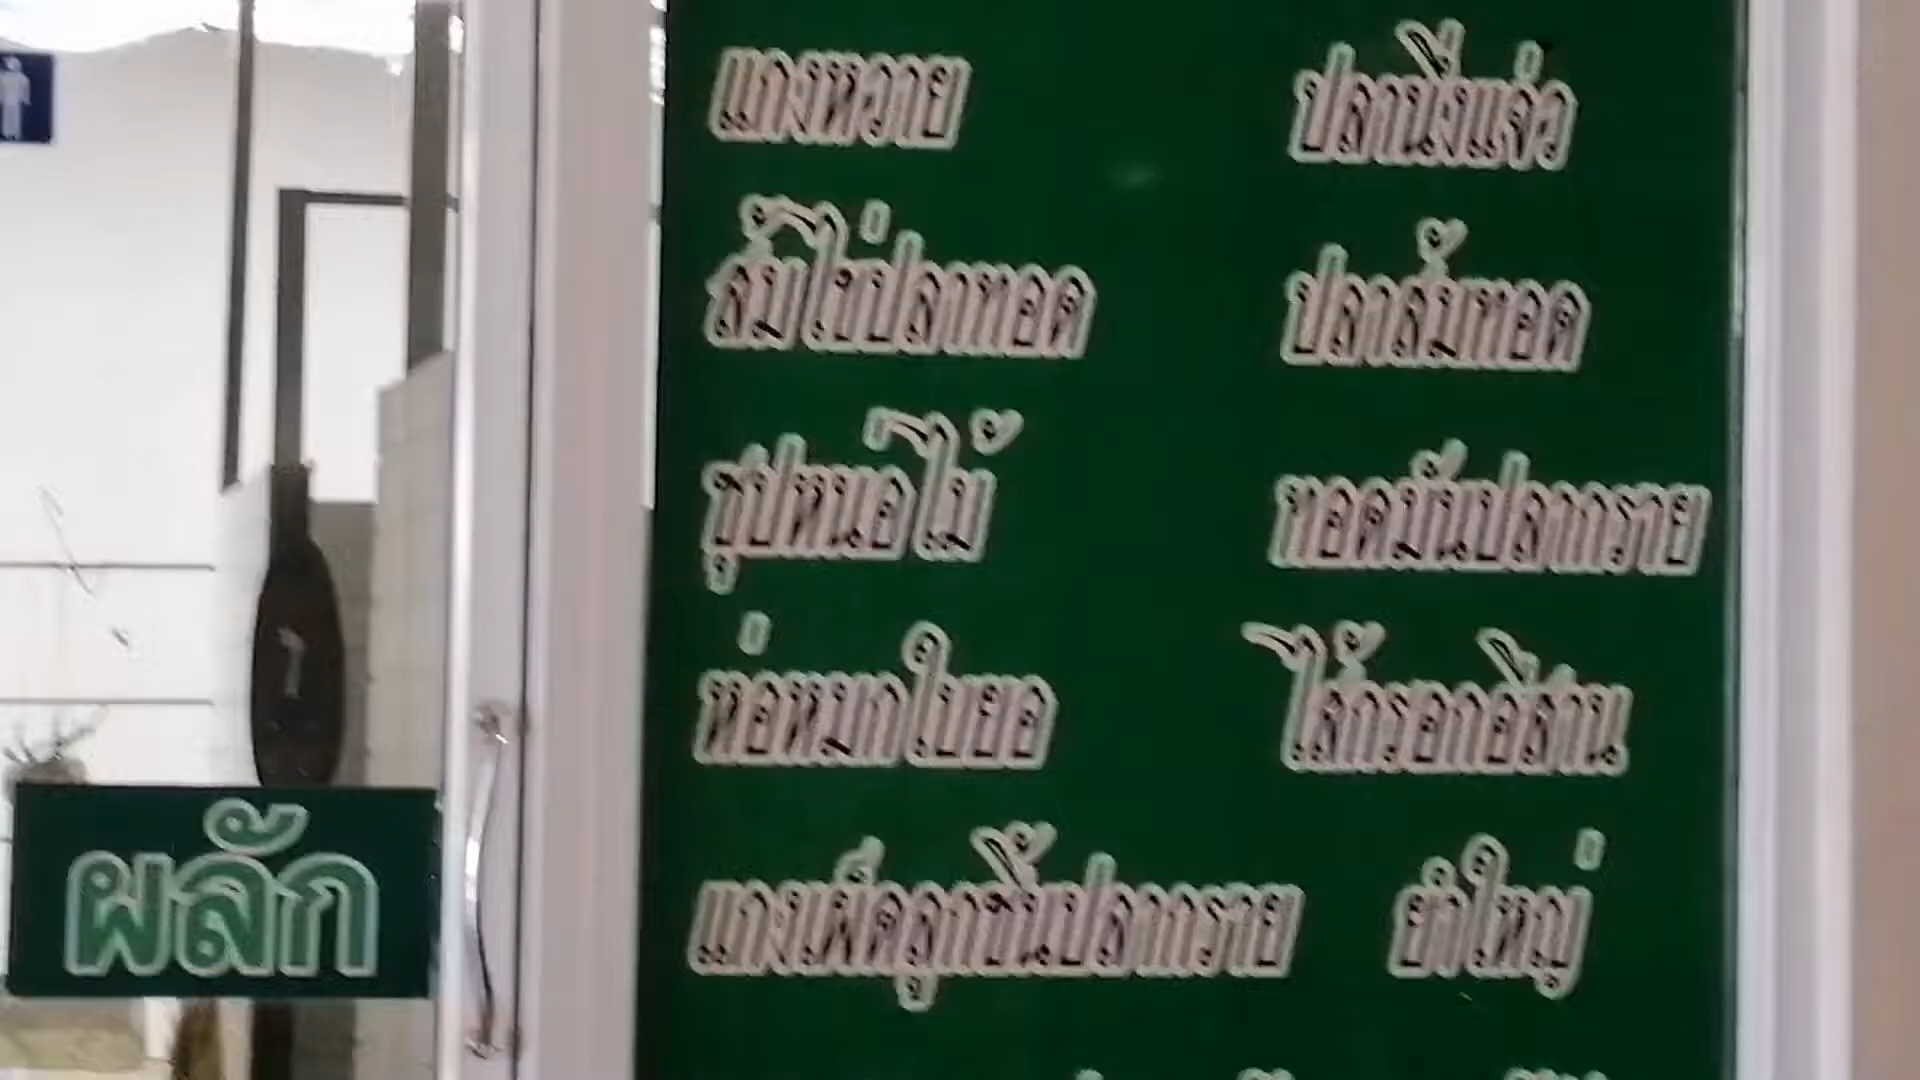 แกงหวาย
ปลานึ่งแจ่ว
ส้มไข่ปลาทอด
ปลาส้มทอด
ซุปหน่อไม้
ทอดมันปลากราย
ห่อหมกใบยอ
ไส้กรอกอีสาน
แกงเผ็ดลูกชิ้นปลากราย
ยำใหญ่
ผลัก